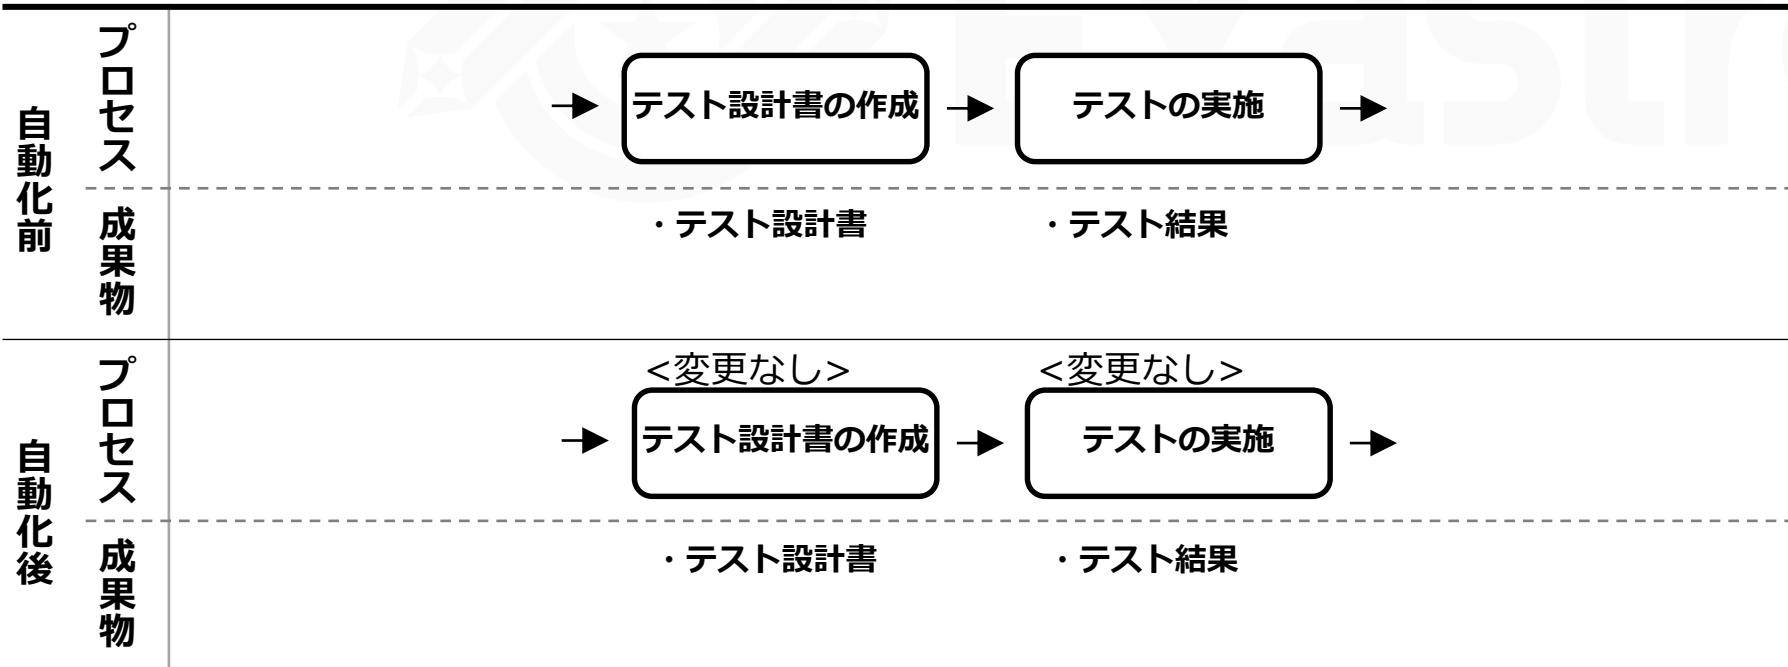 自動化前
プロセス
テスト設計書の作成
テストの実施
成果物
・テスト設計書
・テスト結果
自動化後
プロセス
<変更なし>
<変更なし>
テスト設計書の作成
テストの実施
成果物
・テスト設計書
・テスト結果